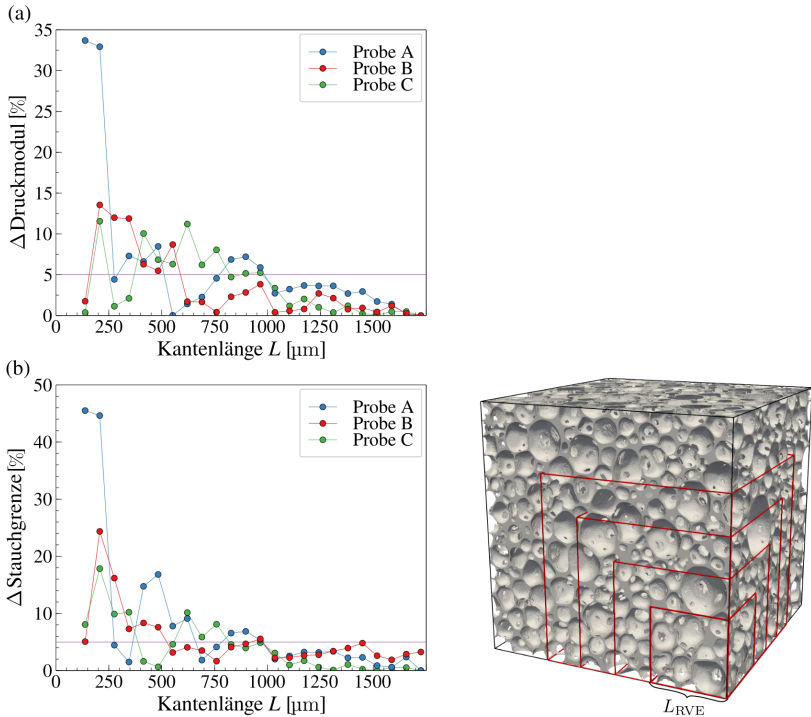 (a)
35
30
25
20
15
10
5
0
ΔDruckmodul [%]
Probe A
Probe B
Probe C
0 250 500 750 1000 1250 1500
Kantenlänge L [μm]
(b)
50
40
30
20
10
0
ΔStauchgrenze [%]
Probe A
Probe B
Probe C
0 250 500 750 1000 1250 1500
Kantenlänge L [μm]
L_RVE